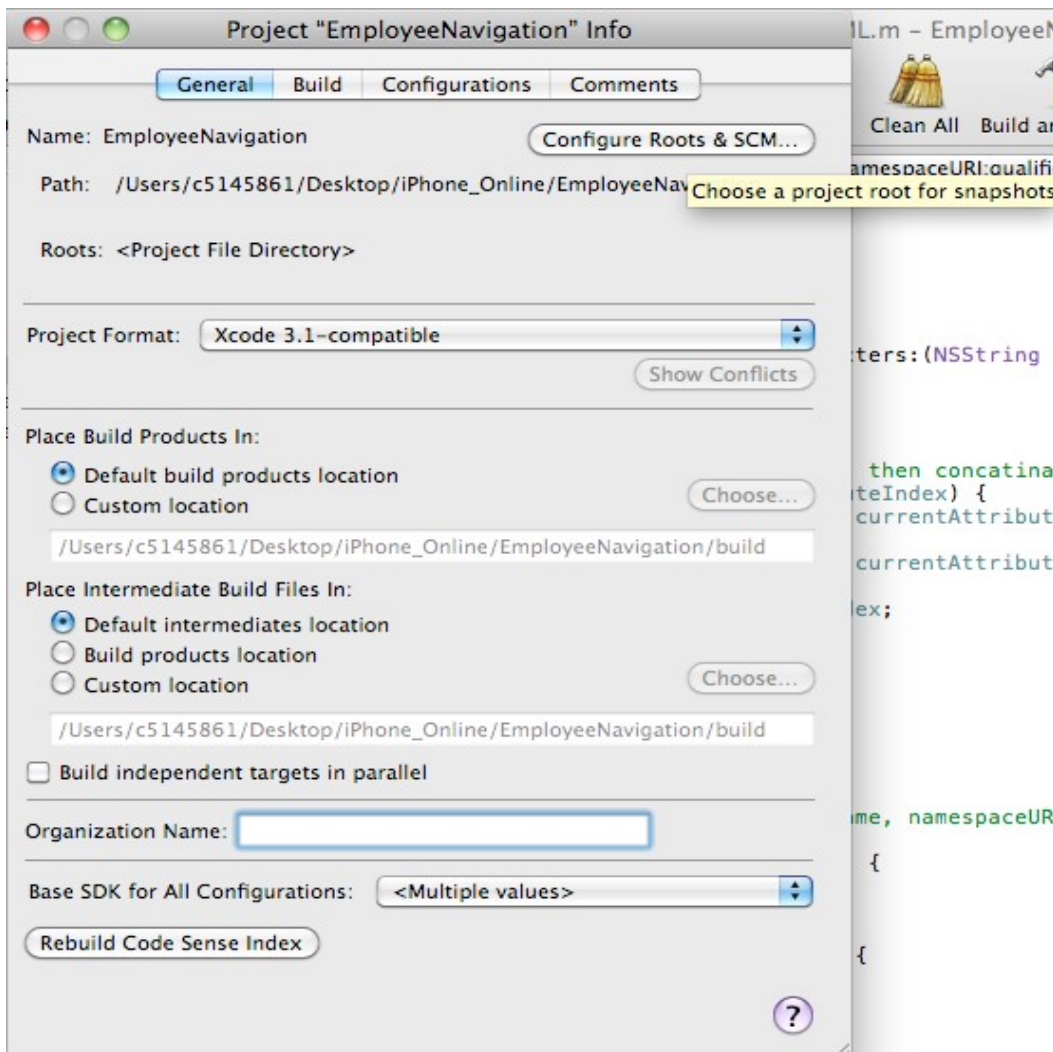 Project “EmployeeNavigation” Info
General Build Configurations Comments
Name: EmployeeNavigation
Configure Roots & SCM...
Path: /Users/c5145861/Desktop/iPhone_Online/EmployeeNav
Choose a project root for snapshots
Roots: <Project File Directory>
Project Format: Xcode 3.1-compatible
Show Conflicts
Place Build Products In:
Default build products location
Custom location
Choose...
/Users/c5145861/Desktop/iPhone_Online/EmployeeNavigation/build
Place Intermediate Build Files In:
Default intermediates location
Build products location
Custom location
Choose...
/Users/c5145861/Desktop/iPhone_Online/EmployeeNavigation/build
Build independent targets in parallel
Organization Name:
Base SDK for All Configurations: <Multiple values>
Rebuild Code Sense Index
?
L.m - Employee
Clean All Build
amespaceURI:qualifi
ters:(NSString
then concatina
teIndex) {
currentAttribut
currentAttribut
ex;
me, namespaceUR
{
{